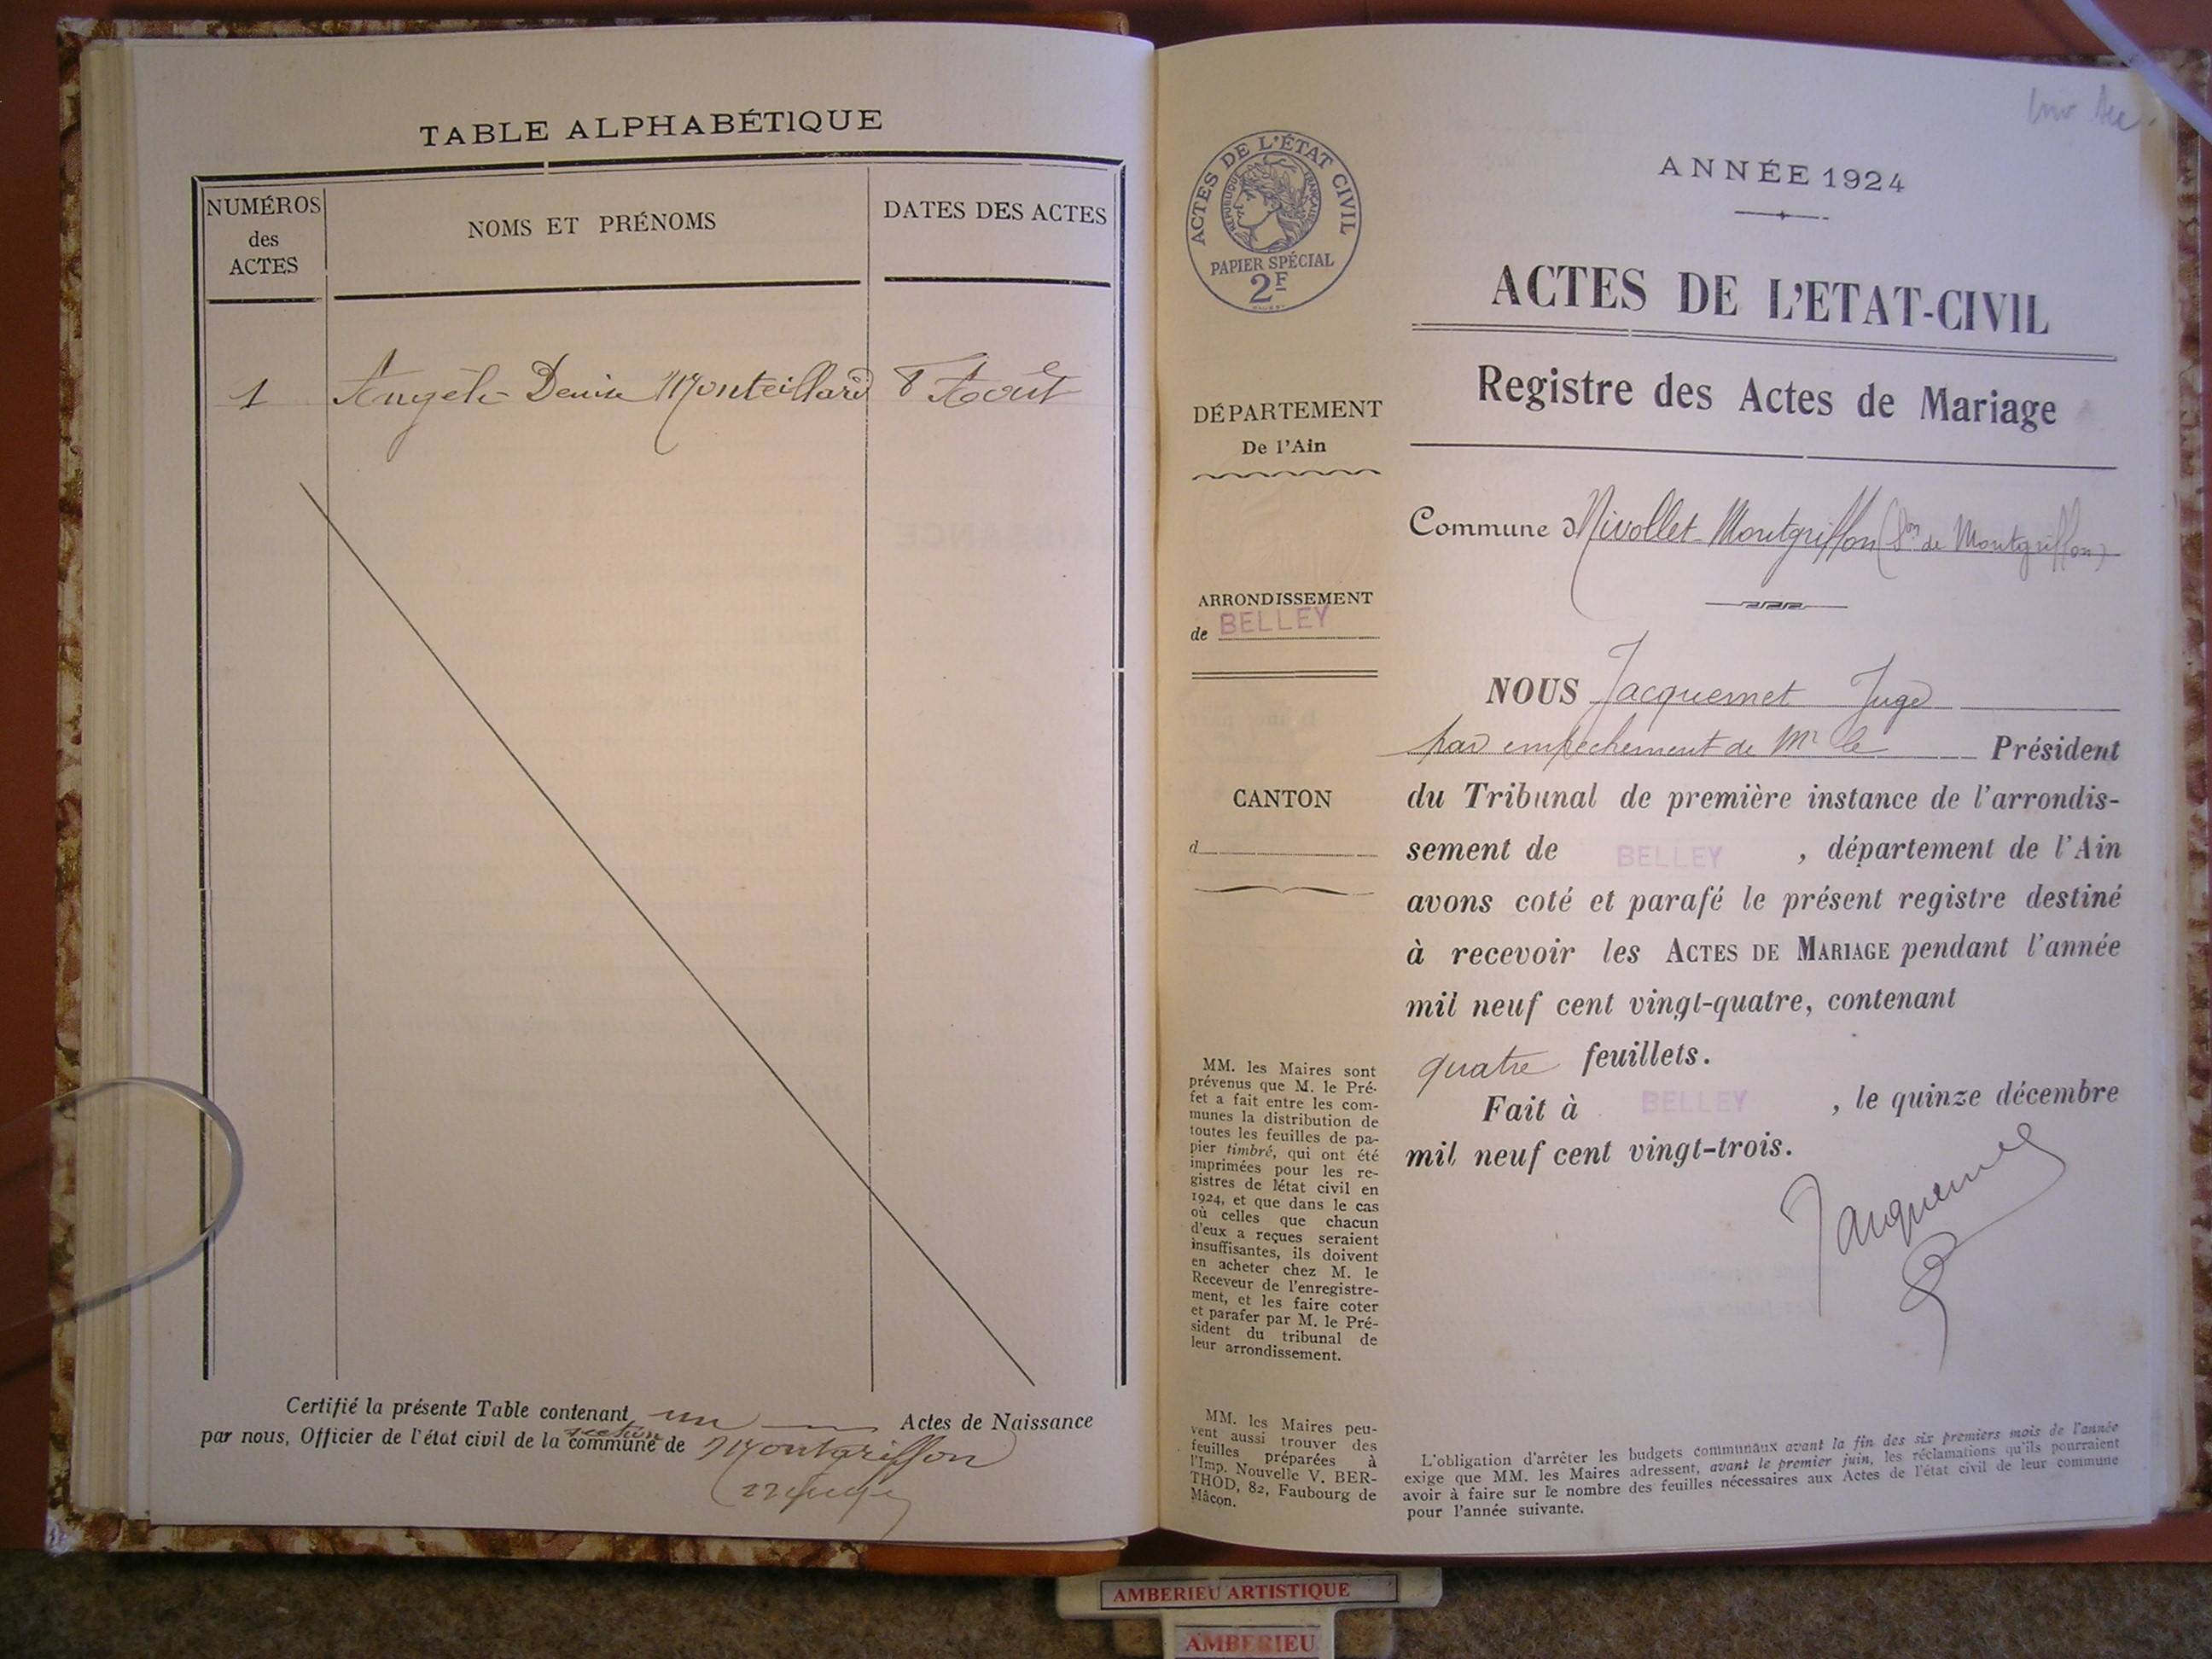 TABLE ALPHABÉTIQUE
NUMÉROS
des
ACTES
NOMS ET PRÉNOMS
DATES DES ACTES
1 Angèle Denise Monteillard 8 Août
Certifié la présente Table contenant un Actes de Naissance
section
par nous, Officier de l'état civil de la commune de Montgriffon
ACTES DE L'ÉTAT CIVIL
RÉPUBLIQUE FRANÇAISE
PAPIER SPÉCIAL
2F
DÉPARTEMENT
De l'Ain
ARRONDISSEMENT
de BELLEY
CANTON
d
MM. les Maires sont
prévenus que M. le Pré-
fet a fait entre les com-
munes la distribution de
toutes les feuilles de pa-
pier timbré, qui ont été
imprimées pour les re-
gistres de l'état civil en
1924, et que dans le cas
où celles que chacun
d'eux a reçues seraient
insuffisantes, ils doivent
en acheter chez M. le
Receveur de l'enregistre-
ment, et les faire coter
et parafer par M. le Pré-
sident du tribunal de
leur arrondissement.
MM. les Maires peu-
vent aussi trouver des
feuilles préparées à
l'Imp. Nouvelle V. BER-
THOD, 82, Faubourg de
Mâcon.
ANNÉE 1924
ACTES DE L'ETAT-CIVIL
Registre des Actes de Mariage
Commune d Nivollet-Montgriffon (Son de Montgriffon)
NOUS Jacquemet Juge
par empêchement de Mr le Président
du Tribunal de première instance de l'arrondis-
sement de BELLEY , département de l'Ain
avons coté et parafé le présent registre destiné
à recevoir les ACTES DE MARIAGE pendant l'année
mil neuf cent vingt-quatre, contenant
quatre feuillets.
Fait à BELLEY , le quinze décembre
mil neuf cent vingt-trois.
Jacquemet
L'obligation d'arrêter les budgets communaux avant la fin des six premiers mois de l'année
exige que MM. les Maires adressent, avant le premier juin, les réclamations qu'ils pourraient
avoir à faire sur le nombre des feuilles nécessaires aux Actes de l'état civil de leur commune
pour l'année suivante.
AMBERIEU ARTISTIQUE
AMBERIEU